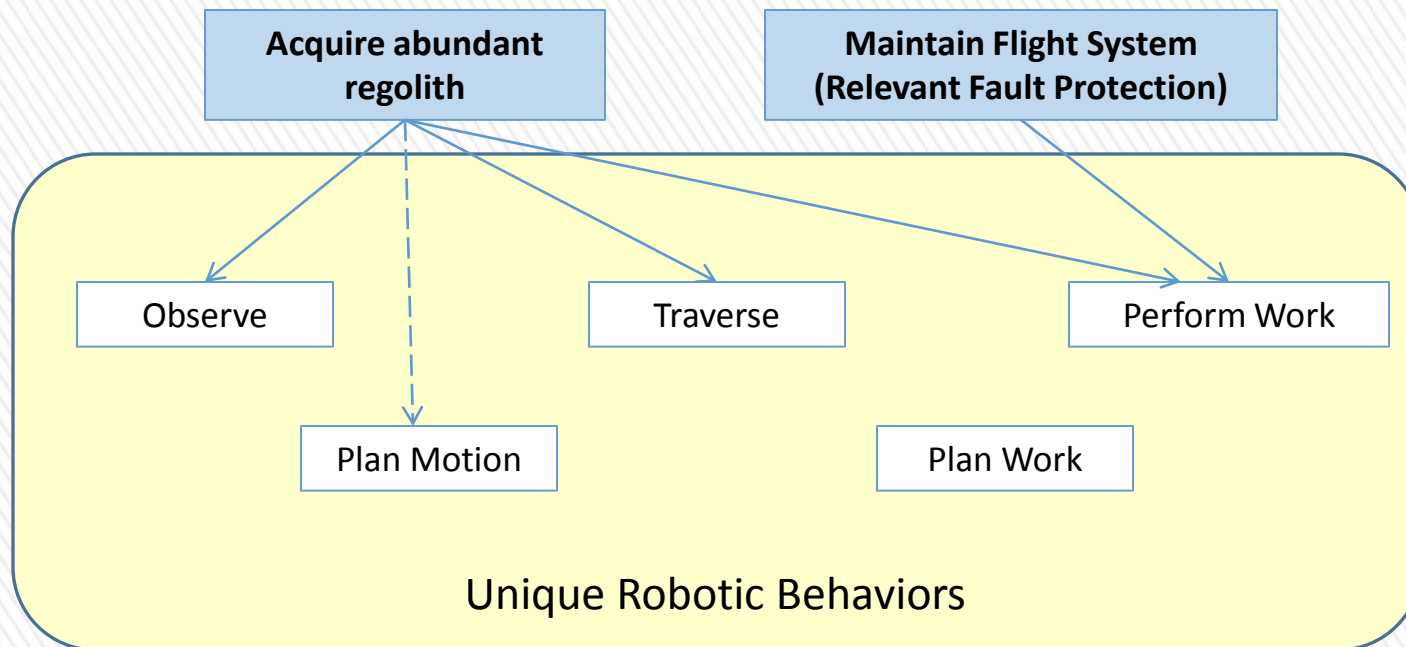 Acquire abundant
regolith
Maintain Flight System
(Relevant Fault Protection)
Observe
Traverse
Perform Work
Plan Motion
Plan Work
Unique Robotic Behaviors